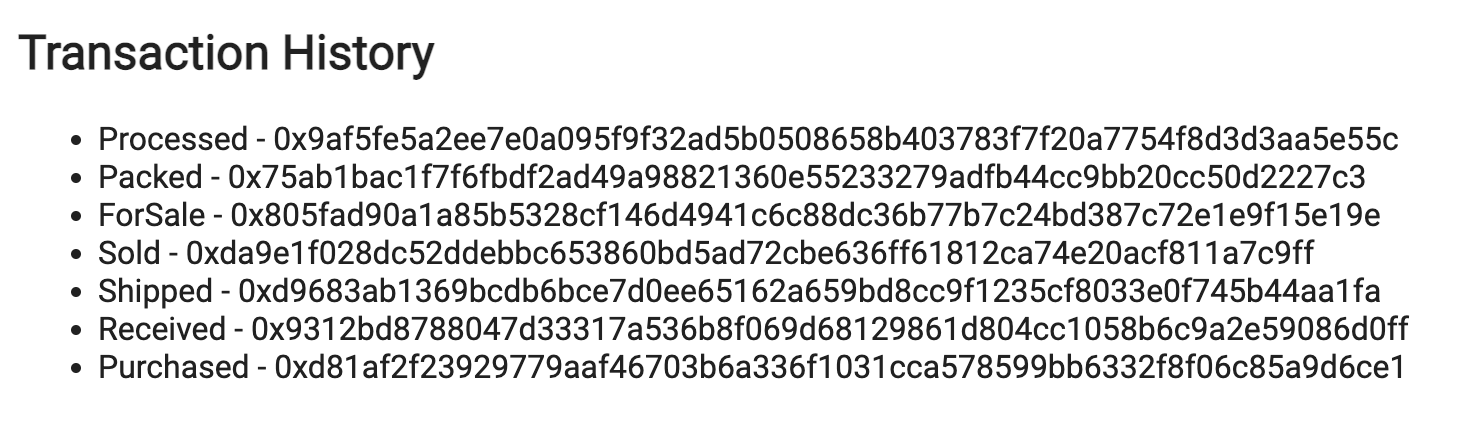 Transaction History
• Processed - 0x9af5fe5a2ee7e0a095f9f32ad5b0508658b403783f7f20a7754f8d3d3aa5e55c
• Packed - 0x75ab1bac1f7f6fbdf2ad49a98821360e55233279adfb44cc9bb20cc50d2227c3
• ForSale - 0x805fad90a1a85b5328cf146d4941c6c88dc36b77b7c24bd387c72e1e9f15e19e
• Sold - 0xda9e1f028dc52ddebbc653860bd5ad72cbe636ff61812ca74e20acf811a7c9ff
• Shipped - 0xd9683ab1369bcdb6bce7d0ee65162a659bd8cc9f1235cf8033e0f745b44aa1fa
• Received - 0x9312bd8788047d33317a536b8f069d68129861d804cc1058b6c9a2e59086d0ff
• Purchased - 0xd81af2f23929779aaf46703b6a336f1031cca578599bb6332f8f06c85a9d6ce1